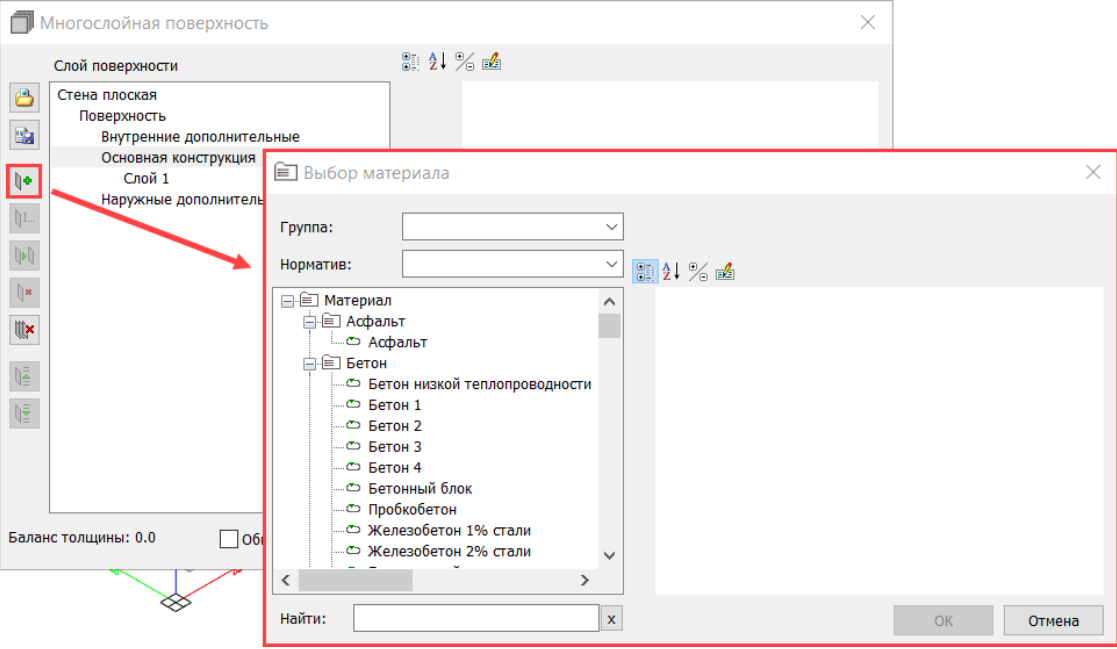 Многослойная поверхность
Слой поверхности
Стена плоская
Поверхность
Внутренние дополнительные
Основная конструкция
Слой 1
Наружные дополнитель
Баланс толщины: 0.0
Выбор материала
Группа:
Норматив:
Материал
Асфальт
Асфальт
Бетон
Бетон низкой теплопроводности
Бетон 1
Бетон 2
Бетон 3
Бетон 4
Бетонный блок
Пробкобетон
Железобетон 1% стали
Железобетон 2% стали
Найти:
x
OK
Отмена